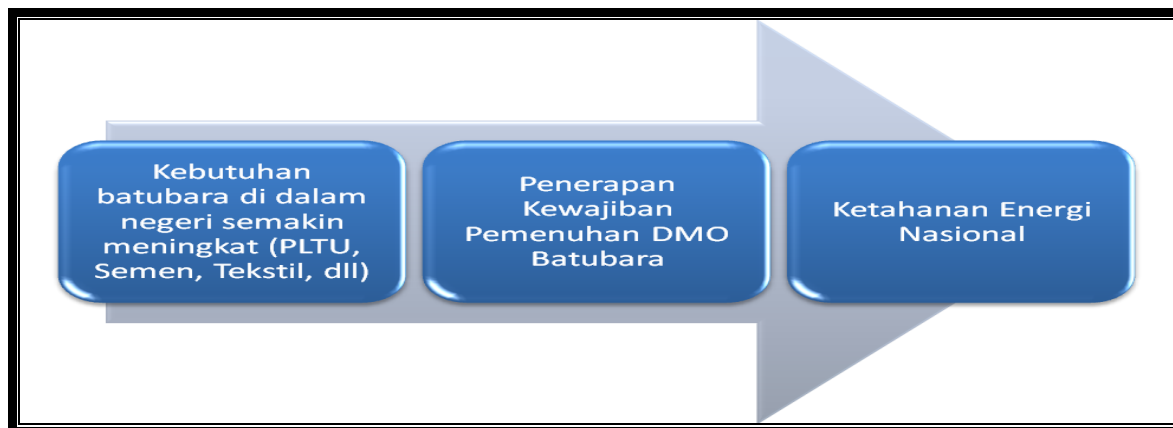 Kebutuhan
batubara di dalam
negeri semakin
meningkat (PLTU,
Semen, Tekstil, dll)
Penerapan
Kewajiban
Pemenuhan DMO
Batubara
Ketahanan Energi
Nasional